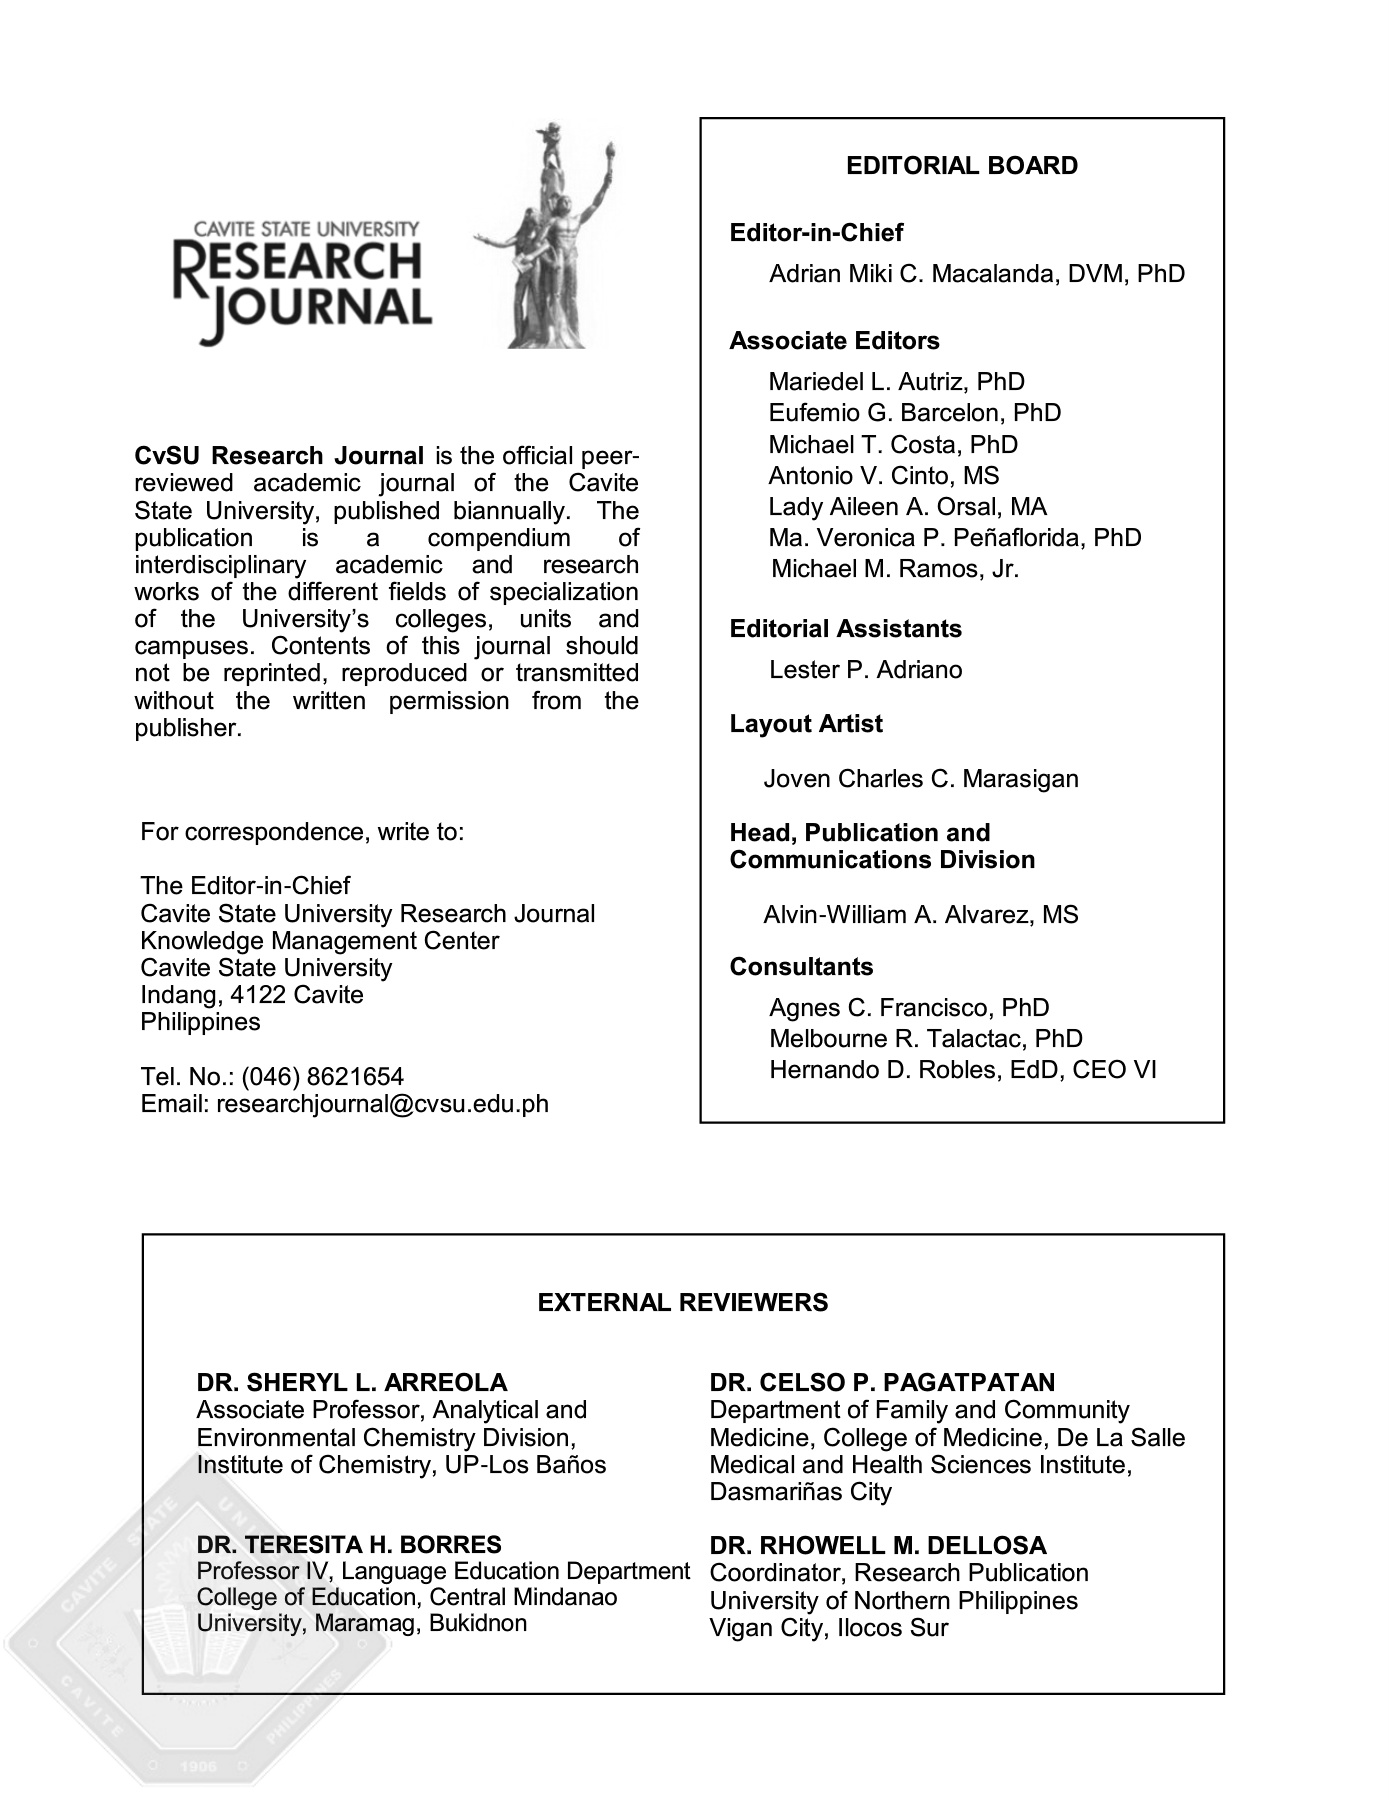 CAVITE STATE UNIVERSITY
RESEARCH
JOURNAL
CvSU Research Journal is the official peer-
reviewed academic journal of the Cavite
State University, published biannually. The
publication is a compendium of
interdisciplinary academic and research
works of the different fields of specialization
of the University’s colleges, units and
campuses. Contents of this journal should
not be reprinted, reproduced or transmitted
without the written permission from the
publisher.
For correspondence, write to:
The Editor-in-Chief
Cavite State University Research Journal
Knowledge Management Center
Cavite State University
Indang, 4122 Cavite
Philippines
Tel. No.: (046) 8621654
Email: researchjournal@cvsu.edu.ph
EDITORIAL BOARD
Editor-in-Chief
Adrian Miki C. Macalanda, DVM, PhD
Associate Editors
Mariedel L. Autriz, PhD
Eufemio G. Barcelon, PhD
Michael T. Costa, PhD
Antonio V. Cinto, MS
Lady Aileen A. Orsal, MA
Ma. Veronica P. Peñaflorida, PhD
Michael M. Ramos, Jr.
Editorial Assistants
Lester P. Adriano
Layout Artist
Joven Charles C. Marasigan
Head, Publication and
Communications Division
Alvin-William A. Alvarez, MS
Consultants
Agnes C. Francisco, PhD
Melbourne R. Talactac, PhD
Hernando D. Robles, EdD, CEO VI
EXTERNAL REVIEWERS
DR. SHERYL L. ARREOLA
Associate Professor, Analytical and
Environmental Chemistry Division,
Institute of Chemistry, UP-Los Baños
DR. TERESITA H. BORRES
Professor IV, Language Education Department
College of Education, Central Mindanao
University, Maramag, Bukidnon
DR. CELSO P. PAGATPATAN
Department of Family and Community
Medicine, College of Medicine, De La Salle
Medical and Health Sciences Institute,
Dasmariñas City
DR. RHOWELL M. DELLOSA
Coordinator, Research Publication
University of Northern Philippines
Vigan City, Ilocos Sur
CAVITE STATE
CAVITE
1906
PHILIPPINES